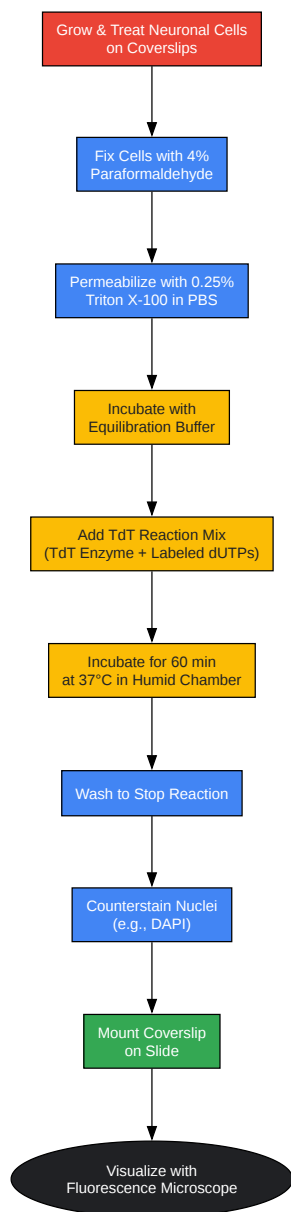 Grow & Treat Neuronal Cells
on Coverslips
Fix Cells with 4%
Paraformaldehyde
Permeabilize with 0.25%
Triton X-100 in PBS
Incubate with
Equilibration Buffer
Add TdT Reaction Mix
(TdT Enzyme + Labeled dUTPs)
Incubate for 60 min
at 37°C in Humid Chamber
Wash to Stop Reaction
Counterstain Nuclei
(e.g., DAPI)
Mount Coverslip
on Slide
Visualize with
Fluorescence Microscope